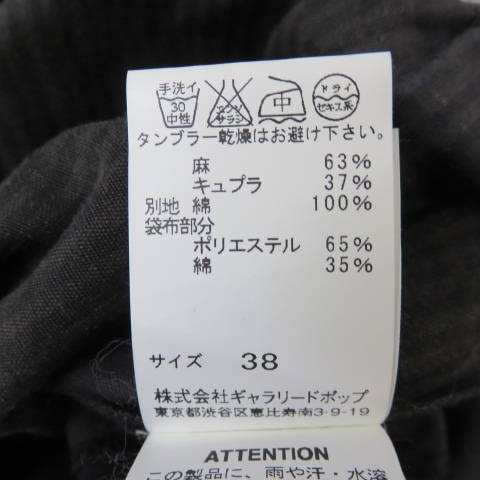 手洗イ 30 中性 エンソ サラシ 中 ドライ セキユ系
タンブラー乾燥はお避け下さい。
麻 63%
キュプラ 37%
別地 綿 100%
袋布部分
ポリエステル 65%
綿 35%
サイズ 38
株式会社ギャラリードポップ
東京都渋谷区恵比寿南3-9-19
ATTENTION
この製品に、雨や汗・水溶